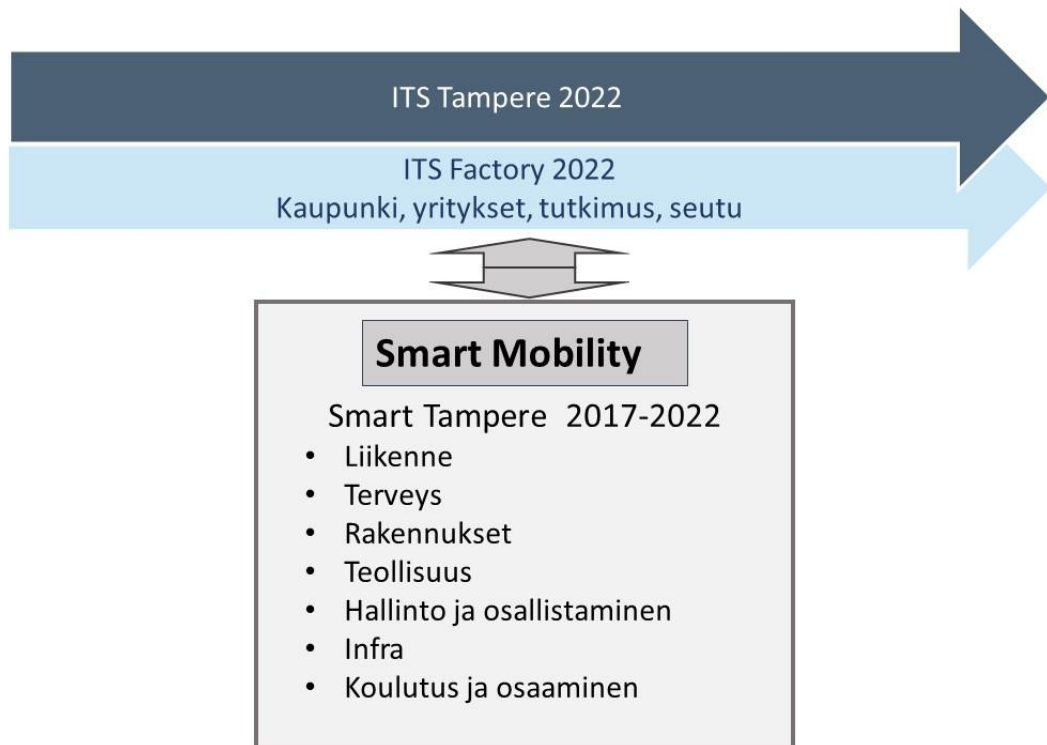 ITS Tampere 2022
ITS Factory 2022
Kaupunki, yritykset, tutkimus, seutu
Smart Mobility
Smart Tampere 2017-2022
• Liikenne
• Terveys
• Rakennukset
• Teollisuus
• Hallinto ja osallistaminen
• Infra
• Koulutus ja osaaminen